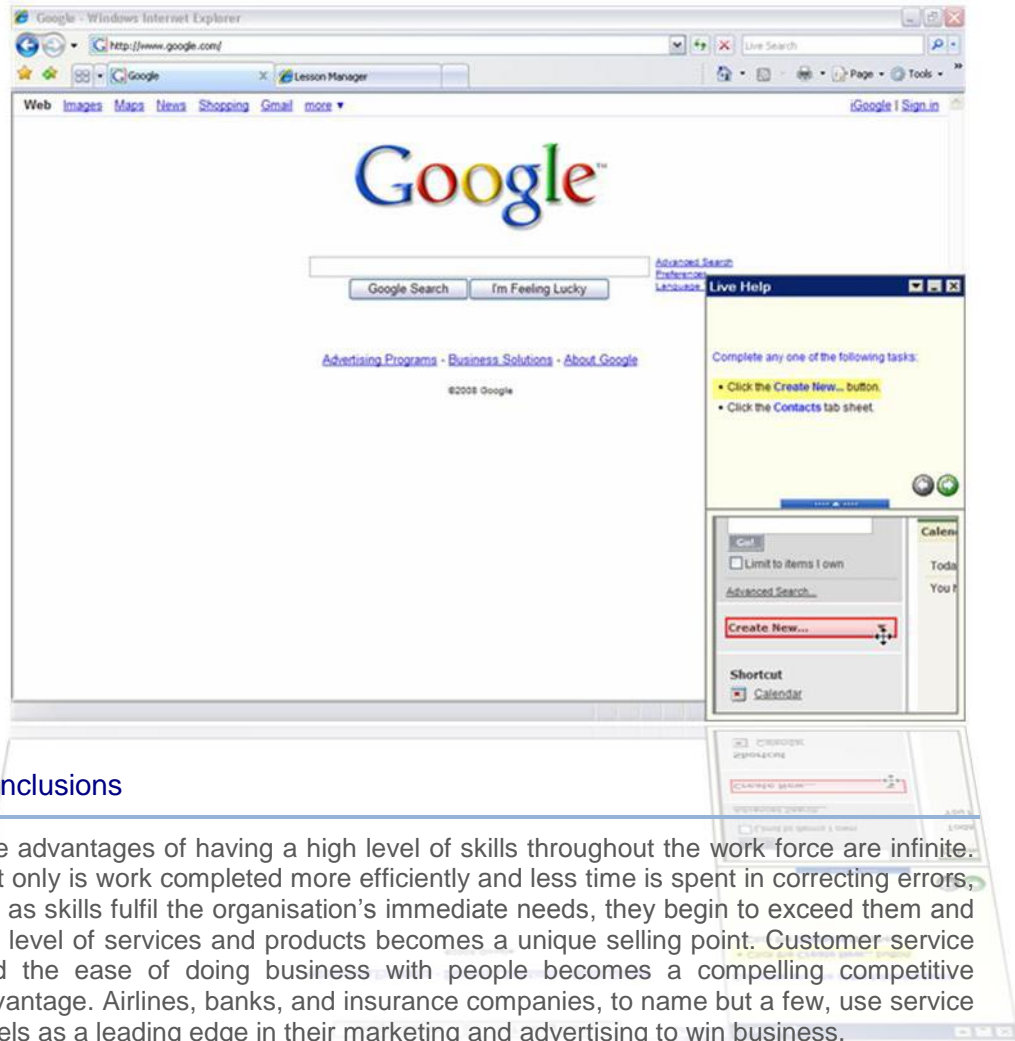 Google - Windows Internet Explorer
http://www.google.com/
Live Search
Google
Lesson Manager
Page
Tools
Web Images Maps News Shopping Gmail more
iGoogle | Sign in
Google™
Advanced Search
Preferences
Language
Google Search
I'm Feeling Lucky
Advertising Programs - Business Solutions - About Google
©2008 Google
Live Help
Complete any one of the following tasks:
• Click the Create New... button.
• Click the Contacts tab sheet.
Go!
Limit to items I own
Advanced Search...
Create New...
Shortcut
Calendar
Calen
Toda
You h
nclusions
e advantages of having a high level of skills throughout the work force are infinite.
t only is work completed more efficiently and less time is spent in correcting errors,
as skills fulfil the organisation's immediate needs, they begin to exceed them and
level of services and products becomes a unique selling point. Customer service
d the ease of doing business with people becomes a compelling competitive
vantage. Airlines, banks, and insurance companies, to name but a few, use service
els as a leading edge in their marketing and advertising to win business.